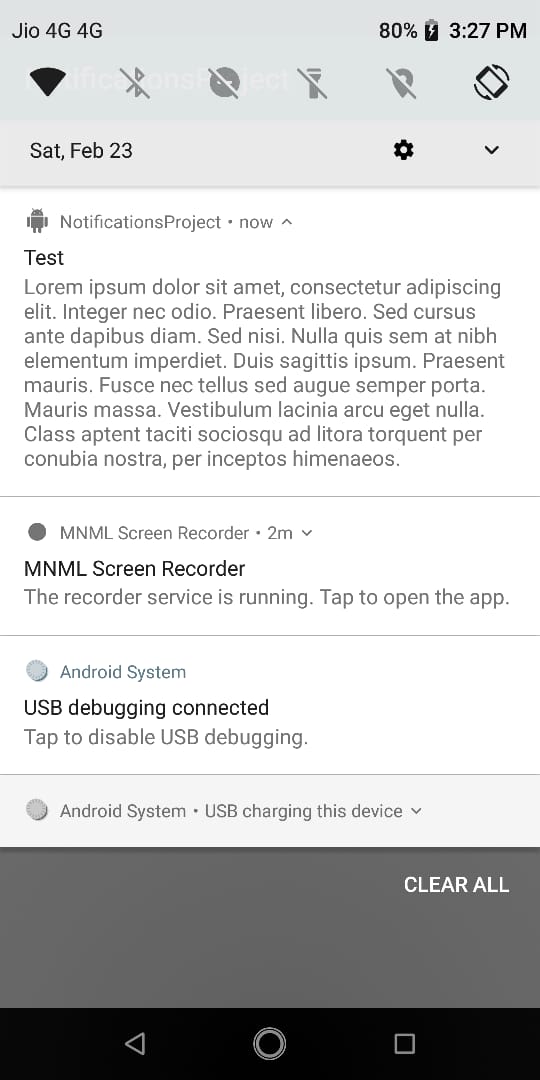 Jio 4G 4G 80% 3:27 PM
NotificationsProject
Sat, Feb 23
NotificationsProject • now
Test
Lorem ipsum dolor sit amet, consectetur adipiscing
elit. Integer nec odio. Praesent libero. Sed cursus
ante dapibus diam. Sed nisi. Nulla quis sem at nibh
elementum imperdiet. Duis sagittis ipsum. Praesent
mauris. Fusce nec tellus sed augue semper porta.
Mauris massa. Vestibulum lacinia arcu eget nulla.
Class aptent taciti sociosqu ad litora torquent per
conubia nostra, per inceptos himenaeos.
MNML Screen Recorder • 2m
MNML Screen Recorder
The recorder service is running. Tap to open the app.
Android System
USB debugging connected
Tap to disable USB debugging.
Android System • USB charging this device
CLEAR ALL